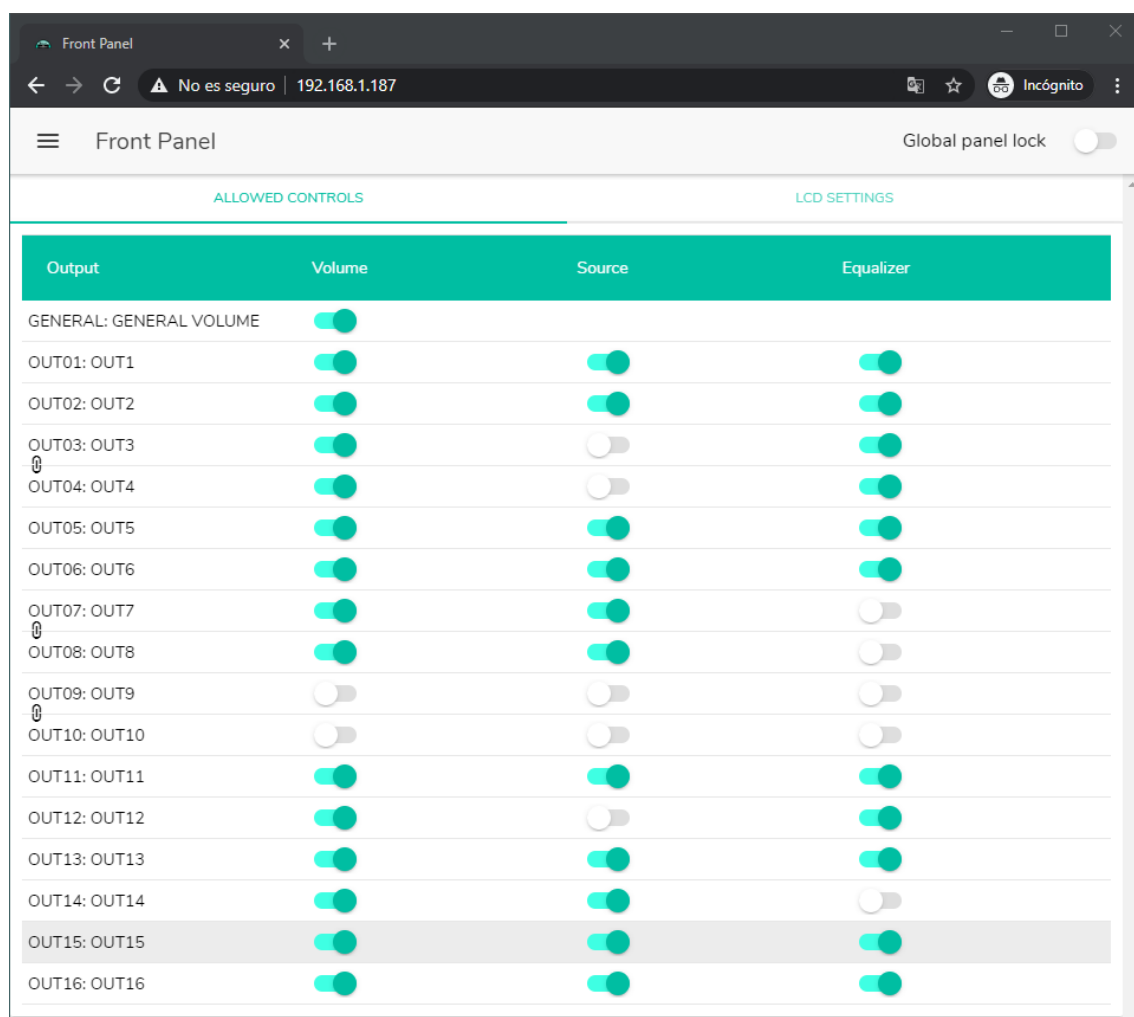 Front Panel
No es seguro | 192.168.1.187
Incógnito
Front Panel
Global panel lock
ALLOWED CONTROLS
LCD SETTINGS
Output Volume Source Equalizer
GENERAL: GENERAL VOLUME
OUT01: OUT1
OUT02: OUT2
OUT03: OUT3
OUT04: OUT4
OUT05: OUT5
OUT06: OUT6
OUT07: OUT7
OUT08: OUT8
OUT09: OUT9
OUT10: OUT10
OUT11: OUT11
OUT12: OUT12
OUT13: OUT13
OUT14: OUT14
OUT15: OUT15
OUT16: OUT16